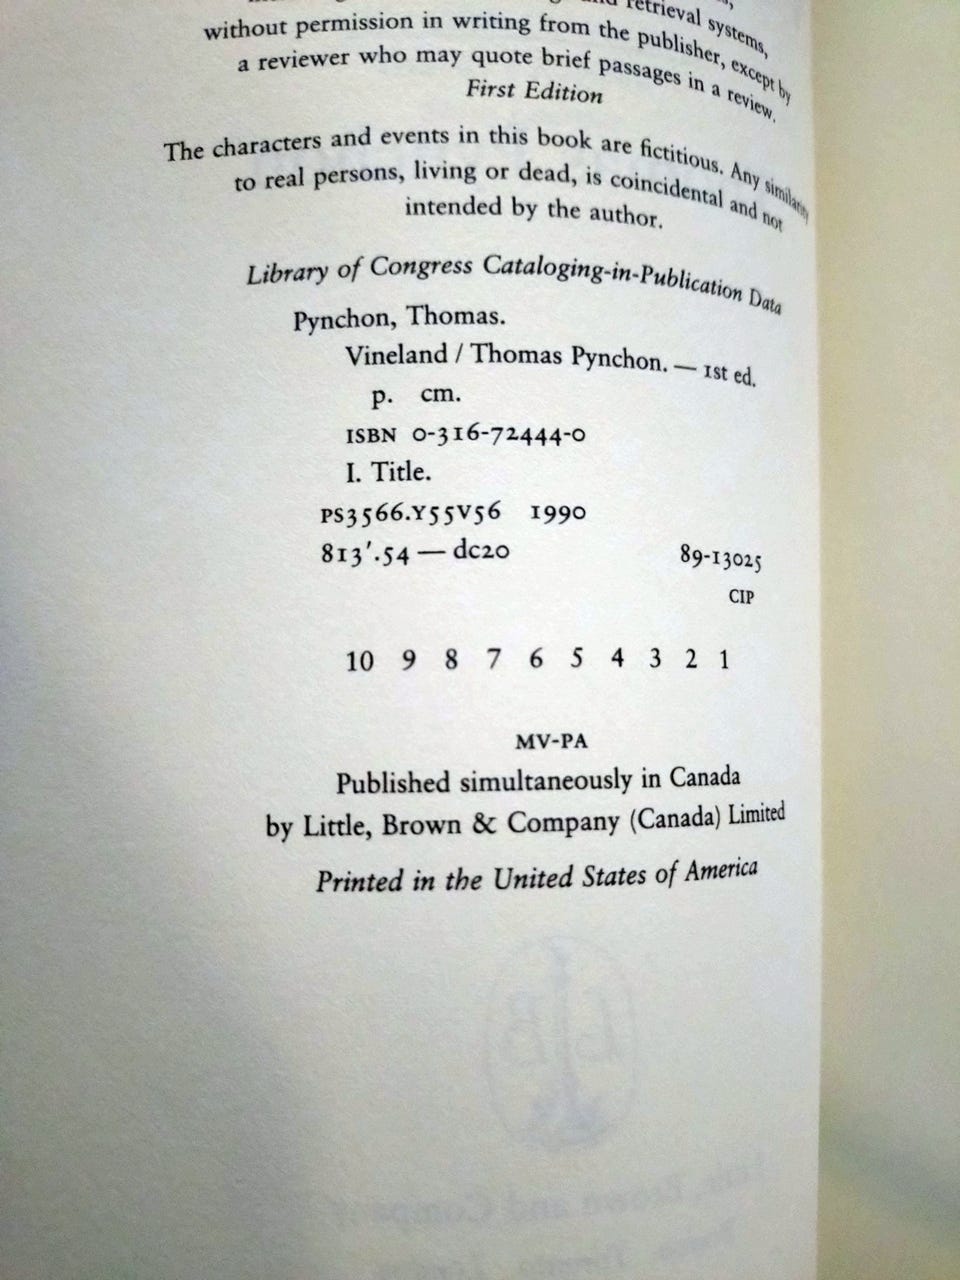 and retrieval systems,
without permission in writing from the publisher, except by
a reviewer who may quote brief passages in a review.
First Edition
The characters and events in this book are fictitious. Any similarity
to real persons, living or dead, is coincidental and not
intended by the author.
Library of Congress Cataloging-in-Publication Data
Pynchon, Thomas.
Vineland / Thomas Pynchon. — 1st ed.
p. cm.
ISBN 0-316-72444-0
I. Title.
PS3566.Y55V56 1990
813'.54 — dc20 89-13025
CIP
10 9 8 7 6 5 4 3 2 1
MV-PA
Published simultaneously in Canada
by Little, Brown & Company (Canada) Limited
Printed in the United States of America